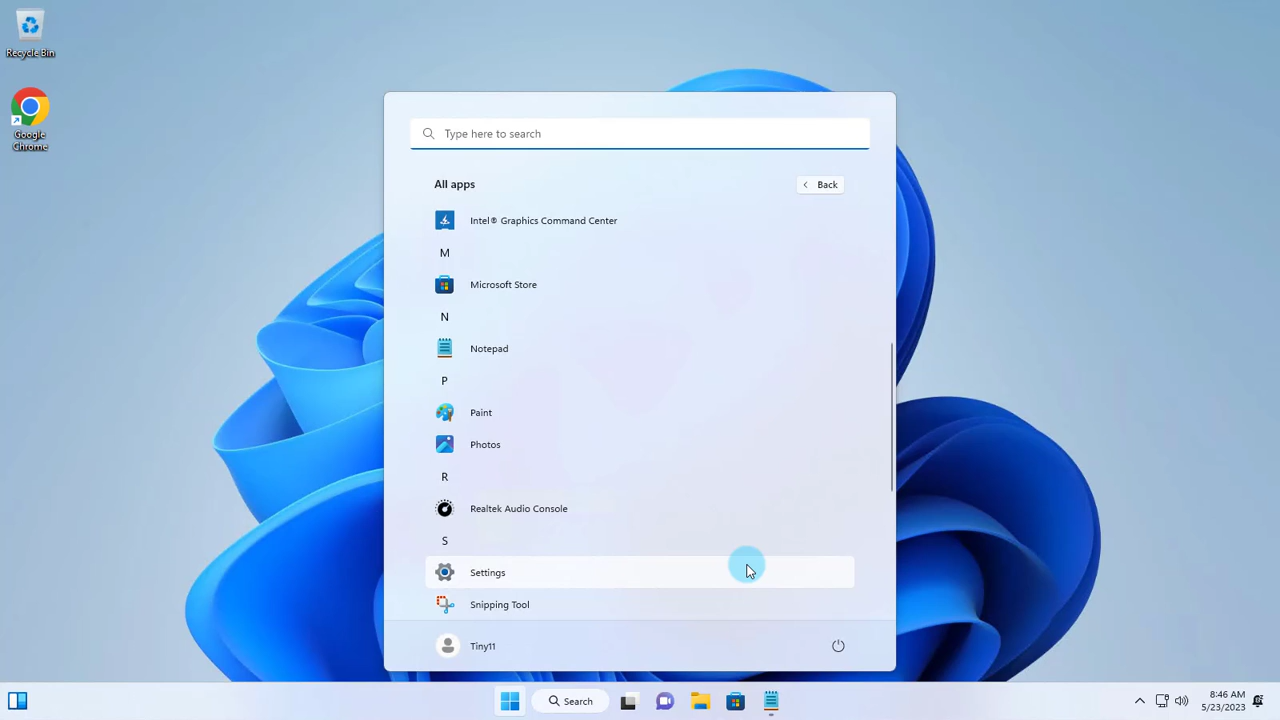 Recycle Bin
Google
Chrome
Type here to search
All apps
Back
Intel® Graphics Command Center
M
Microsoft Store
N
Notepad
P
Paint
Photos
R
Realtek Audio Console
S
Settings
Snipping Tool
Tiny11
Search
8:46 AM
5/23/2023